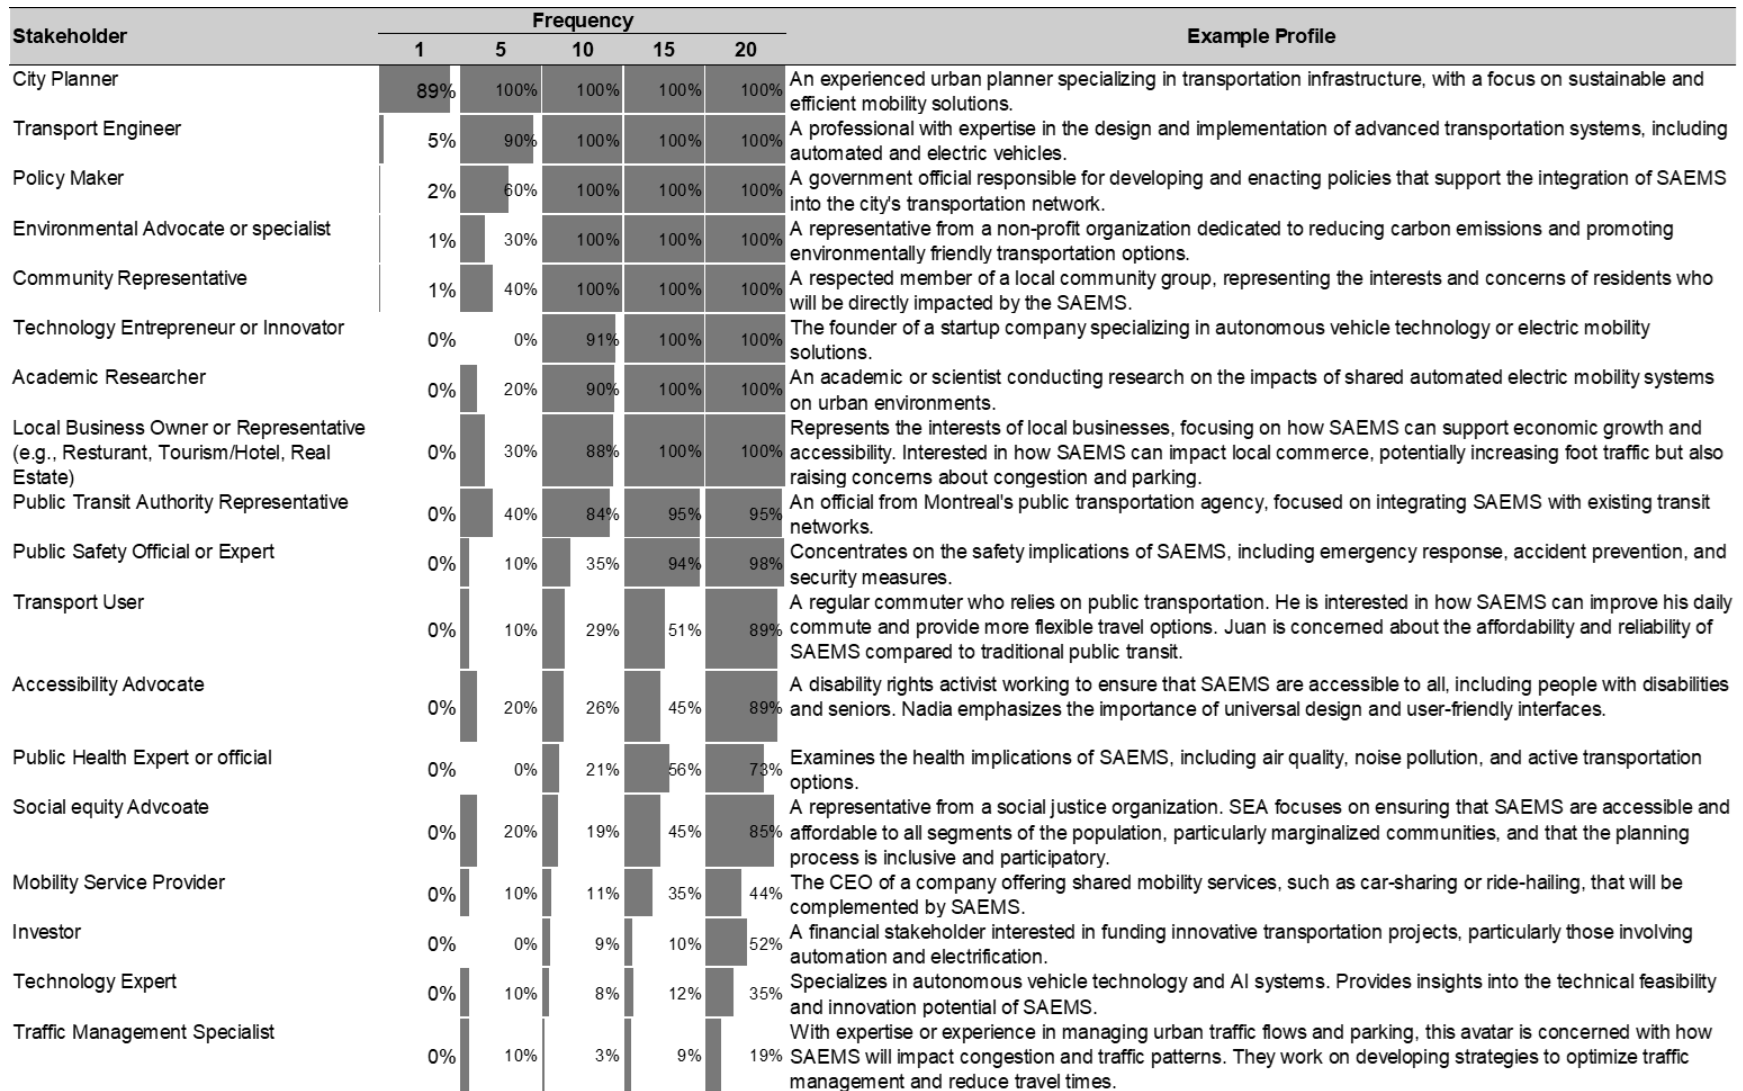 Stakeholder Frequency Example Profile
1 5 10 15 20
City Planner 89% 100% 100% 100% 100% An experienced urban planner specializing in transportation infrastructure, with a focus on sustainable and
efficient mobility solutions.
Transport Engineer 5% 90% 100% 100% 100% A professional with expertise in the design and implementation of advanced transportation systems, including
automated and electric vehicles.
Policy Maker 2% 60% 100% 100% 100% A government official responsible for developing and enacting policies that support the integration of SAEMS
into the city's transportation network.
Environmental Advocate or specialist 1% 30% 100% 100% 100% A representative from a non-profit organization dedicated to reducing carbon emissions and promoting
environmentally friendly transportation options.
Community Representative 1% 40% 100% 100% 100% A respected member of a local community group, representing the interests and concerns of residents who
will be directly impacted by the SAEMS.
Technology Entrepreneur or Innovator 0% 0% 91% 100% 100% The founder of a startup company specializing in autonomous vehicle technology or electric mobility
solutions.
Academic Researcher 0% 20% 90% 100% 100% An academic or scientist conducting research on the impacts of shared automated electric mobility systems
on urban environments.
Local Business Owner or Representative Represents the interests of local businesses, focusing on how SAEMS can support economic growth and
(e.g., Resturant, Tourism/Hotel, Real 0% 30% 88% 100% 100% accessibility. Interested in how SAEMS can impact local commerce, potentially increasing foot traffic but also
Estate) raising concerns about congestion and parking.
Public Transit Authority Representative 0% 40% 84% 95% 95% An official from Montreal's public transportation agency, focused on integrating SAEMS with existing transit
networks.
Public Safety Official or Expert 0% 10% 35% 94% 98% Concentrates on the safety implications of SAEMS, including emergency response, accident prevention, and
security measures.
Transport User A regular commuter who relies on public transportation. He is interested in how SAEMS can improve his daily
0% 10% 29% 51% 89% commute and provide more flexible travel options. Juan is concerned about the affordability and reliability of
SAEMS compared to traditional public transit.
Accessibility Advocate A disability rights activist working to ensure that SAEMS are accessible to all, including people with disabilities
0% 20% 26% 45% 89% and seniors. Nadia emphasizes the importance of universal design and user-friendly interfaces.
Public Health Expert or official 0% 0% 21% 56% 73% Examines the health implications of SAEMS, including air quality, noise pollution, and active transportation
options.
Social equity Advcoate A representative from a social justice organization. SEA focuses on ensuring that SAEMS are accessible and
0% 20% 19% 45% 85% affordable to all segments of the population, particularly marginalized communities, and that the planning
process is inclusive and participatory.
Mobility Service Provider 0% 10% 11% 35% 44% The CEO of a company offering shared mobility services, such as car-sharing or ride-hailing, that will be
complemented by SAEMS.
Investor 0% 0% 9% 10% 52% A financial stakeholder interested in funding innovative transportation projects, particularly those involving
automation and electrification.
Technology Expert 0% 10% 8% 12% 35% Specializes in autonomous vehicle technology and AI systems. Provides insights into the technical feasibility
and innovation potential of SAEMS.
Traffic Management Specialist With expertise or experience in managing urban traffic flows and parking, this avatar is concerned with how
0% 10% 3% 9% 19% SAEMS will impact congestion and traffic patterns. They work on developing strategies to optimize traffic
management and reduce travel times.